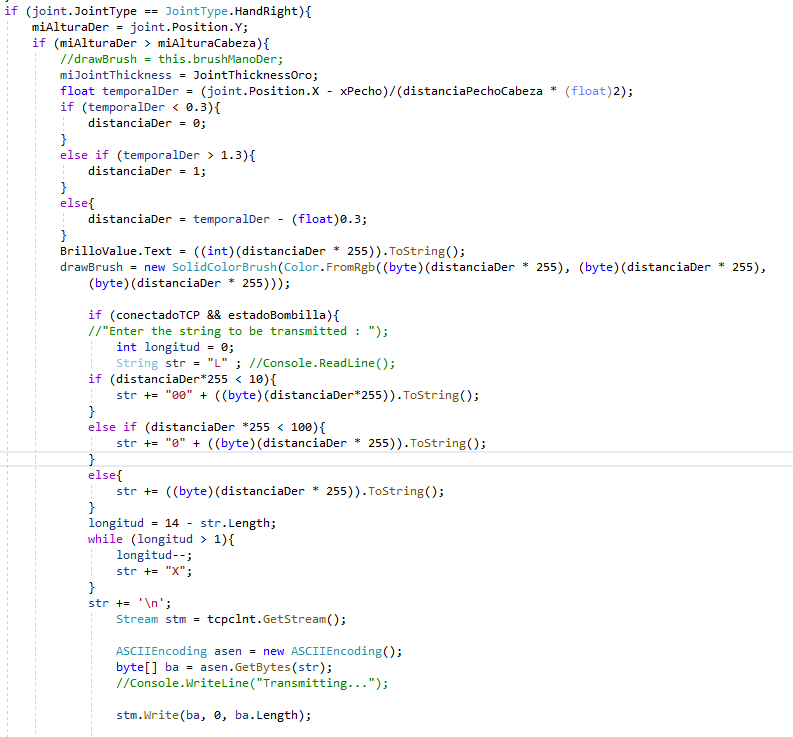 if (joint.JointType == JointType.HandRight){
miAlturaDer = joint.Position.Y;
if (miAlturaDer > miAlturaCabeza){
//drawBrush = this.brushManoDer;
miJointThickness = JointThicknessOro;
float temporalDer = (joint.Position.X - xPecho)/(distanciaPechoCabeza * (float)2);
if (temporalDer < 0.3){
distanciaDer = 0;
}
else if (temporalDer > 1.3){
distanciaDer = 1;
}
else{
distanciaDer = temporalDer - (float)0.3;
}
BrilloValue.Text = ((int)(distanciaDer * 255)).ToString();
drawBrush = new SolidColorBrush(Color.FromRgb((byte)(distanciaDer * 255), (byte)(distanciaDer * 255),
(byte)(distanciaDer * 255)));
if (conectadoTCP && estadoBombilla){
//"Enter the string to be transmitted : ");
int longitud = 0;
String str = "L" ; //Console.ReadLine();
if (distanciaDer*255 < 10){
str += "00" + ((byte)(distanciaDer*255)).ToString();
}
else if (distanciaDer *255 < 100){
str += "0" + ((byte)(distanciaDer * 255)).ToString();
}
else{
str += ((byte)(distanciaDer * 255)).ToString();
}
longitud = 14 - str.Length;
while (longitud > 1){
longitud--;
str += "X";
}
str += '\n';
Stream stm = tcpclnt.GetStream();
ASCIIEncoding asen = new ASCIIEncoding();
byte[] ba = asen.GetBytes(str);
//Console.WriteLine("Transmitting...");
stm.Write(ba, 0, ba.Length);